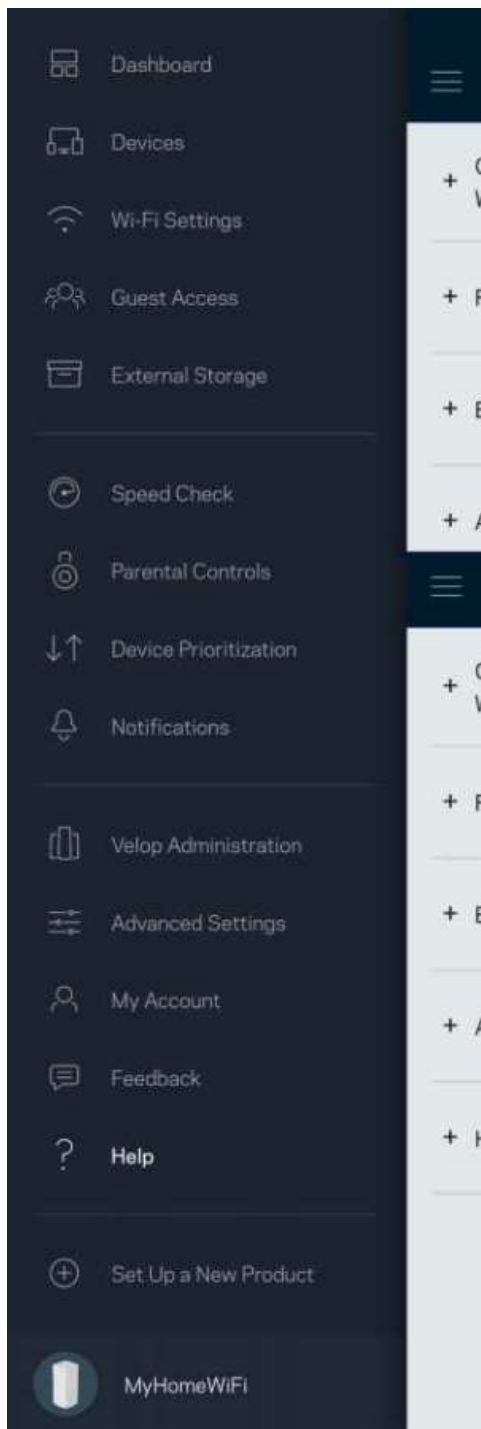 Dashboard
Devices
Wi-Fi Settings
Guest Access
External Storage
Speed Check
Parental Controls
Device Prioritization
Notifications
Velop Administration
Advanced Settings
My Account
Feedback
Help
Set Up a New Product
MyHomeWiFi